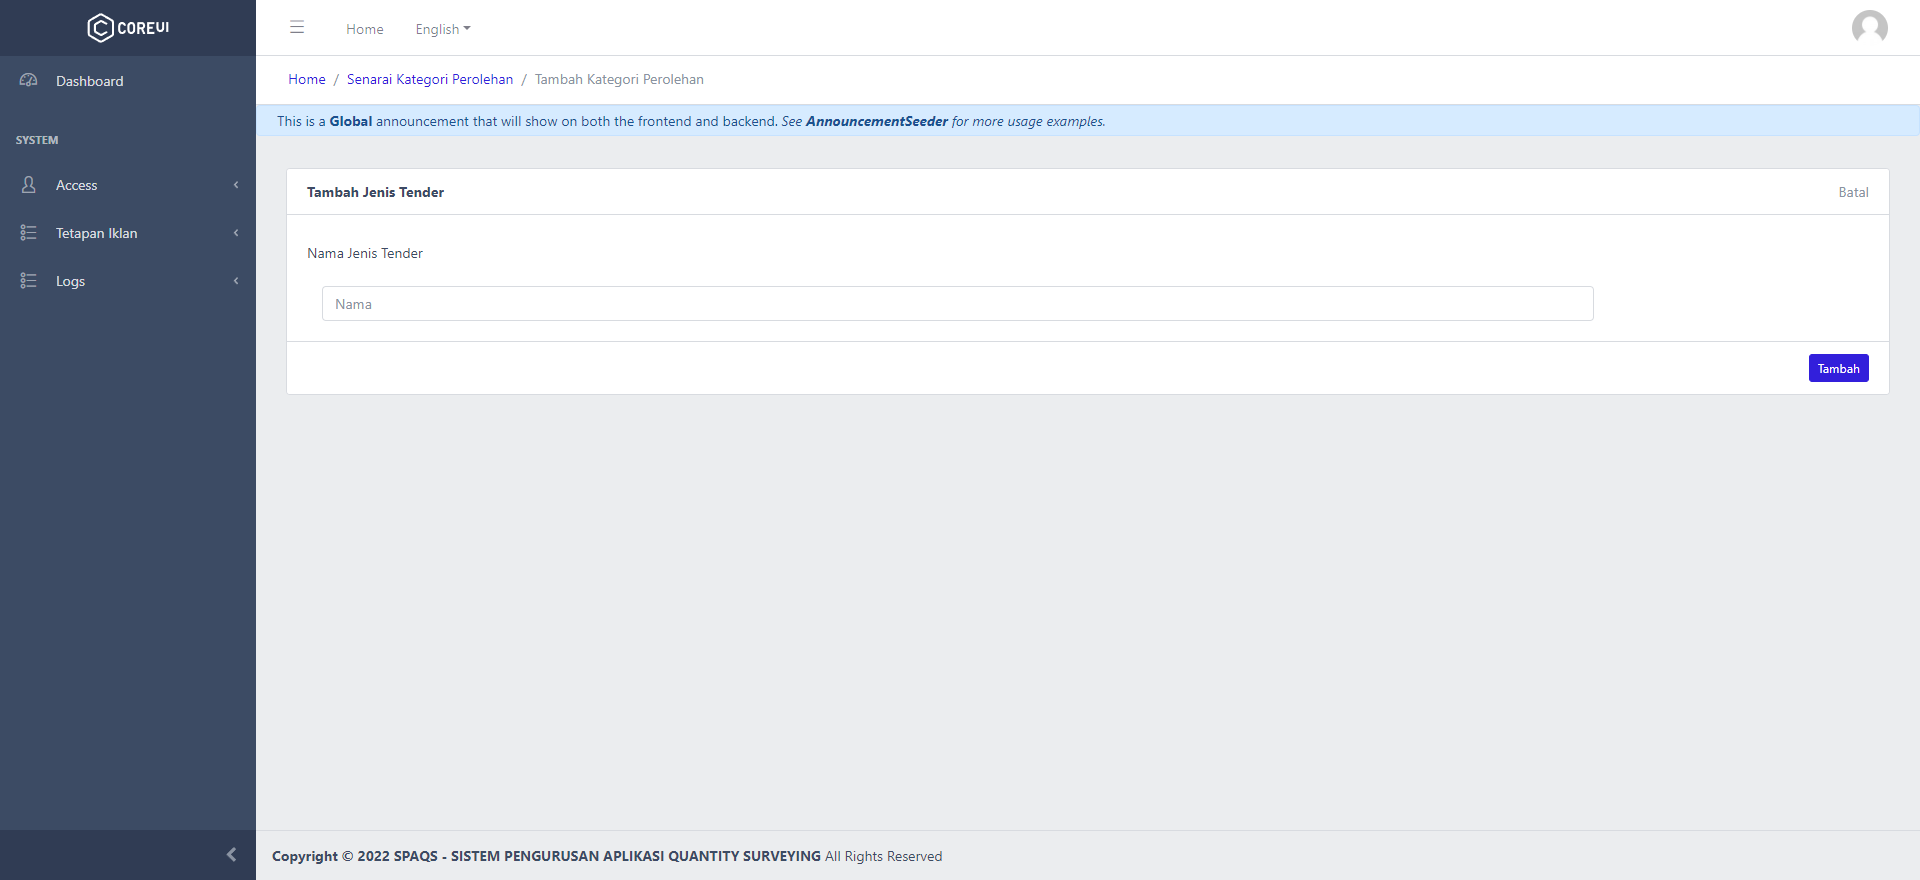 COREUI
Home
English
Dashboard
SYSTEM
Access
Tetapan Iklan
Logs
Home / Senarai Kategori Perolehan / Tambah Kategori Perolehan
This is a Global announcement that will show on both the frontend and backend. See AnnouncementSeeder for more usage examples.
Tambah Jenis Tender
Batal
Nama Jenis Tender
Nama
Tambah
Copyright © 2022 SPAQS - SISTEM PENGURUSAN APLIKASI QUANTITY SURVEYING All Rights Reserved